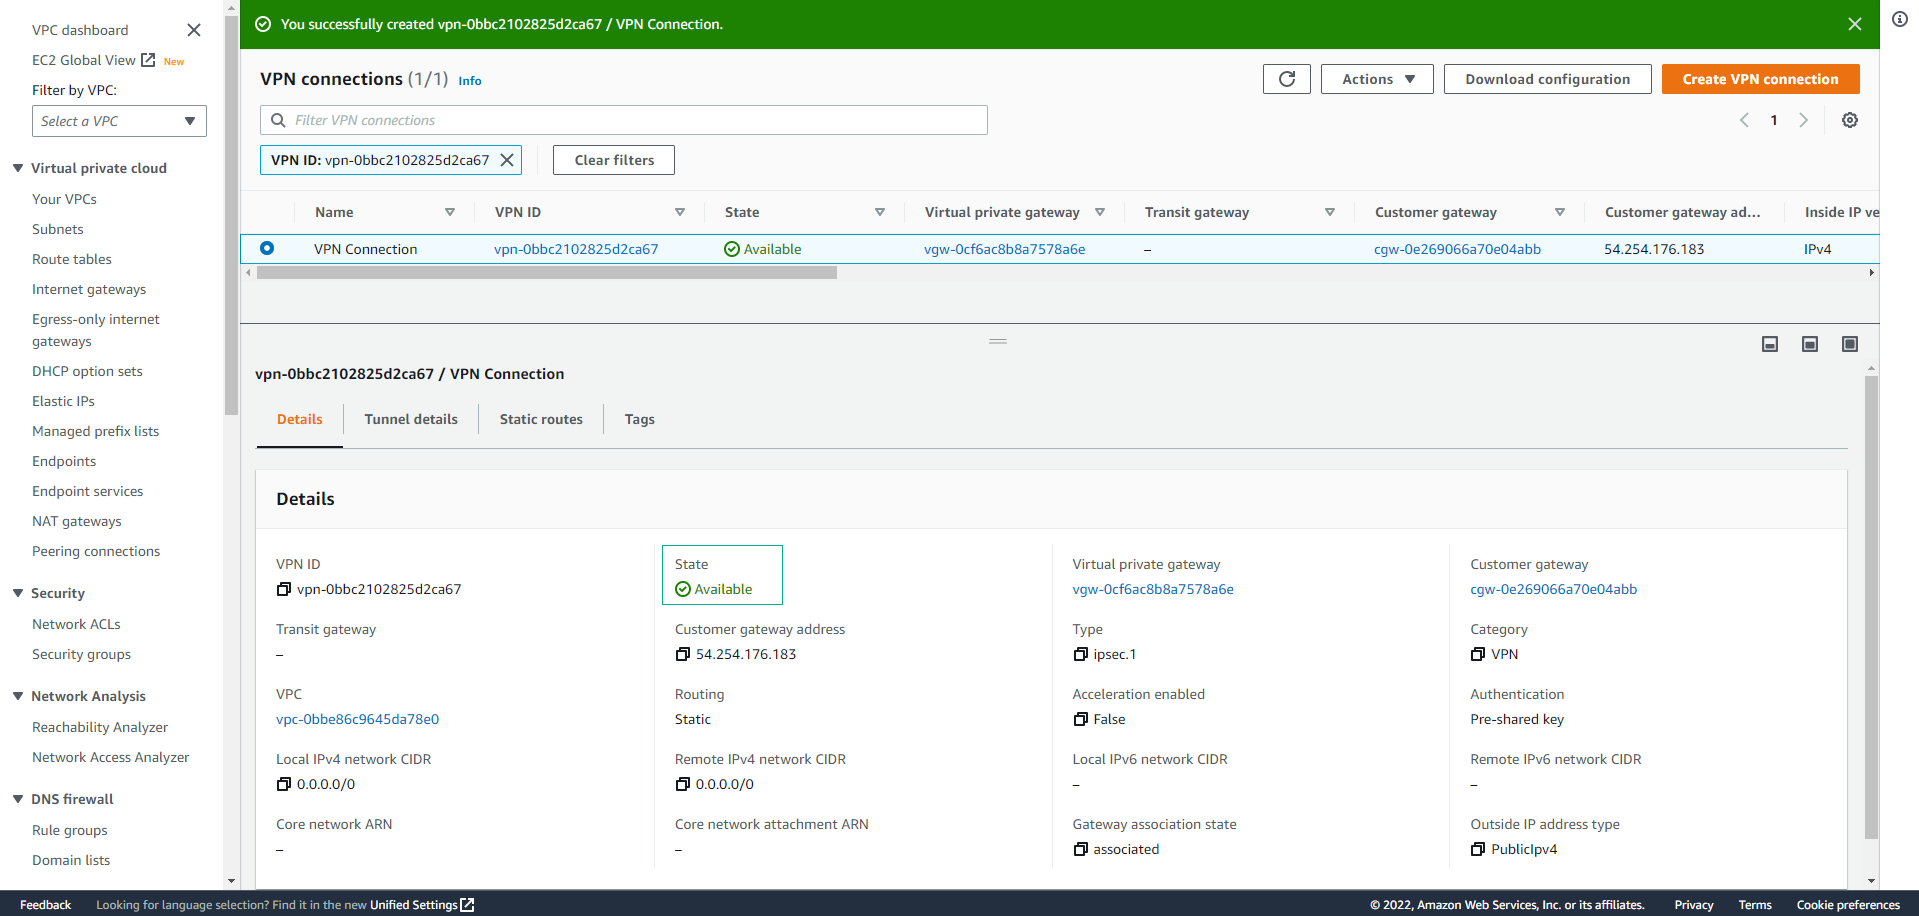 VPC dashboard
EC2 Global View New
Filter by VPC:
Select a VPC
Virtual private cloud
Your VPCs
Subnets
Route tables
Internet gateways
Egress-only internet
gateways
DHCP option sets
Elastic IPs
Managed prefix lists
Endpoints
Endpoint services
NAT gateways
Peering connections
Security
Network ACLs
Security groups
Network Analysis
Reachability Analyzer
Network Access Analyzer
DNS firewall
Rule groups
Domain lists
You successfully created vpn-0bbc2102825d2ca67 / VPN Connection.
VPN connections (1/1) Info
Actions
Download configuration
Create VPN connection
Filter VPN connections
1
VPN ID: vpn-0bbc2102825d2ca67
Clear filters
Name VPN ID State Virtual private gateway Transit gateway Customer gateway Customer gateway ad... Inside IP ve
VPN Connection vpn-0bbc2102825d2ca67 Available vgw-0cf6ac8b8a7578a6e – cgw-0e269066a70e04abb 54.254.176.183 IPv4
vpn-0bbc2102825d2ca67 / VPN Connection
Details Tunnel details Static routes Tags
Details
VPN ID State Virtual private gateway Customer gateway
vpn-0bbc2102825d2ca67 Available vgw-0cf6ac8b8a7578a6e cgw-0e269066a70e04abb
Transit gateway Customer gateway address Type Category
– 54.254.176.183 ipsec.1 VPN
VPC Routing Acceleration enabled Authentication
vpc-0bbe86c9645da78e0 Static False Pre-shared key
Local IPv4 network CIDR Remote IPv4 network CIDR Local IPv6 network CIDR Remote IPv6 network CIDR
0.0.0.0/0 0.0.0.0/0 – –
Core network ARN Core network attachment ARN Gateway association state Outside IP address type
– – associated PublicIpv4
Feedback Looking for language selection? Find it in the new Unified Settings © 2022, Amazon Web Services, Inc. or its affiliates. Privacy Terms Cookie preferences